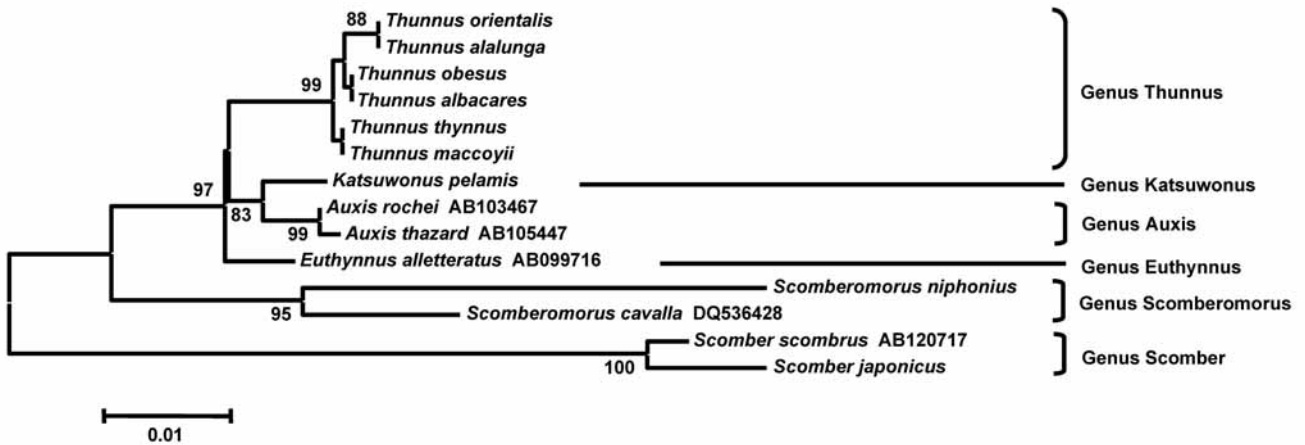 88
Thunnus orientalis
Thunnus alalunga
Thunnus obesus
99
Thunnus albacares
Genus Thunnus
Thunnus thynnus
Thunnus maccoyii
Katsuwonus pelamis
Genus Katsuwonus
97
83
Auxis rochei AB103467
Genus Auxis
99
Auxis thazard AB105447
Euthynnus alletteratus AB099716
Genus Euthynnus
Scomberomorus niphonius
Genus Scomberomorus
95
Scomberomorus cavalla DQ536428
Scomber scombrus AB120717
Genus Scomber
100
Scomber japonicus
0.01